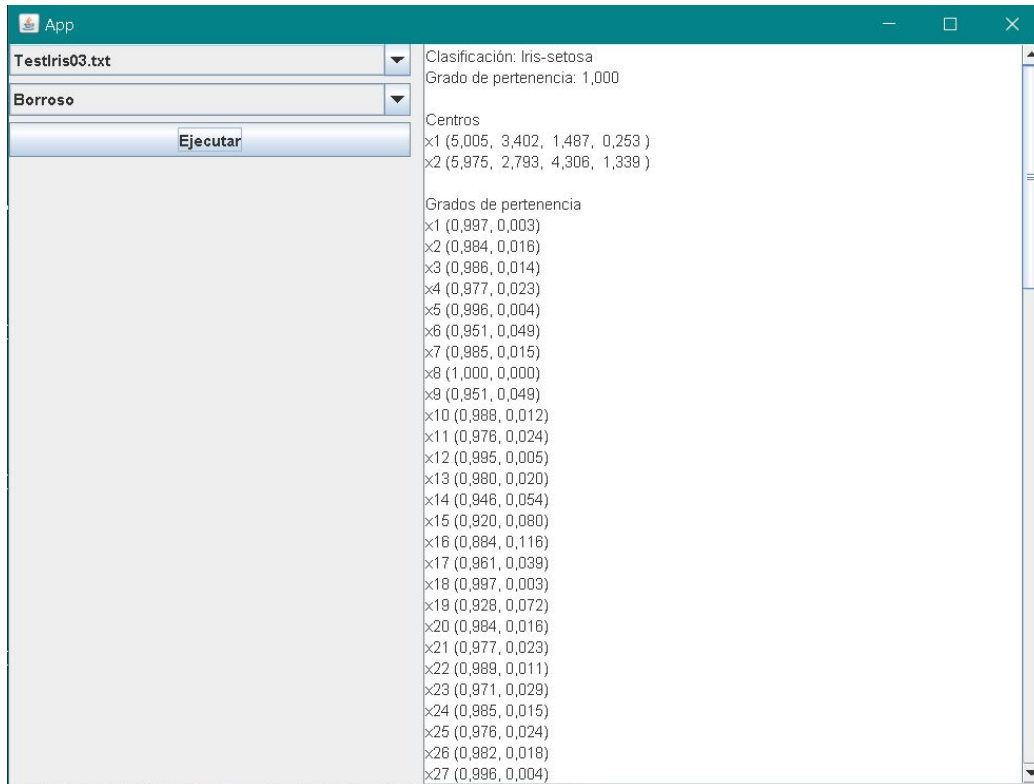 App
TestIris03.txt
Borroso
Ejecutar
Clasificación: Iris-setosa
Grado de pertenencia: 1,000
Centros
x1 (5,005, 3,402, 1,487, 0,253 )
x2 (5,975, 2,793, 4,306, 1,339 )
Grados de pertenencia
x1 (0,997, 0,003)
x2 (0,984, 0,016)
x3 (0,986, 0,014)
x4 (0,977, 0,023)
x5 (0,996, 0,004)
x6 (0,951, 0,049)
x7 (0,985, 0,015)
x8 (1,000, 0,000)
x9 (0,951, 0,049)
x10 (0,988, 0,012)
x11 (0,976, 0,024)
x12 (0,995, 0,005)
x13 (0,980, 0,020)
x14 (0,946, 0,054)
x15 (0,920, 0,080)
x16 (0,884, 0,116)
x17 (0,961, 0,039)
x18 (0,997, 0,003)
x19 (0,928, 0,072)
x20 (0,984, 0,016)
x21 (0,977, 0,023)
x22 (0,989, 0,011)
x23 (0,971, 0,029)
x24 (0,985, 0,015)
x25 (0,976, 0,024)
x26 (0,982, 0,018)
x27 (0,996, 0,004)